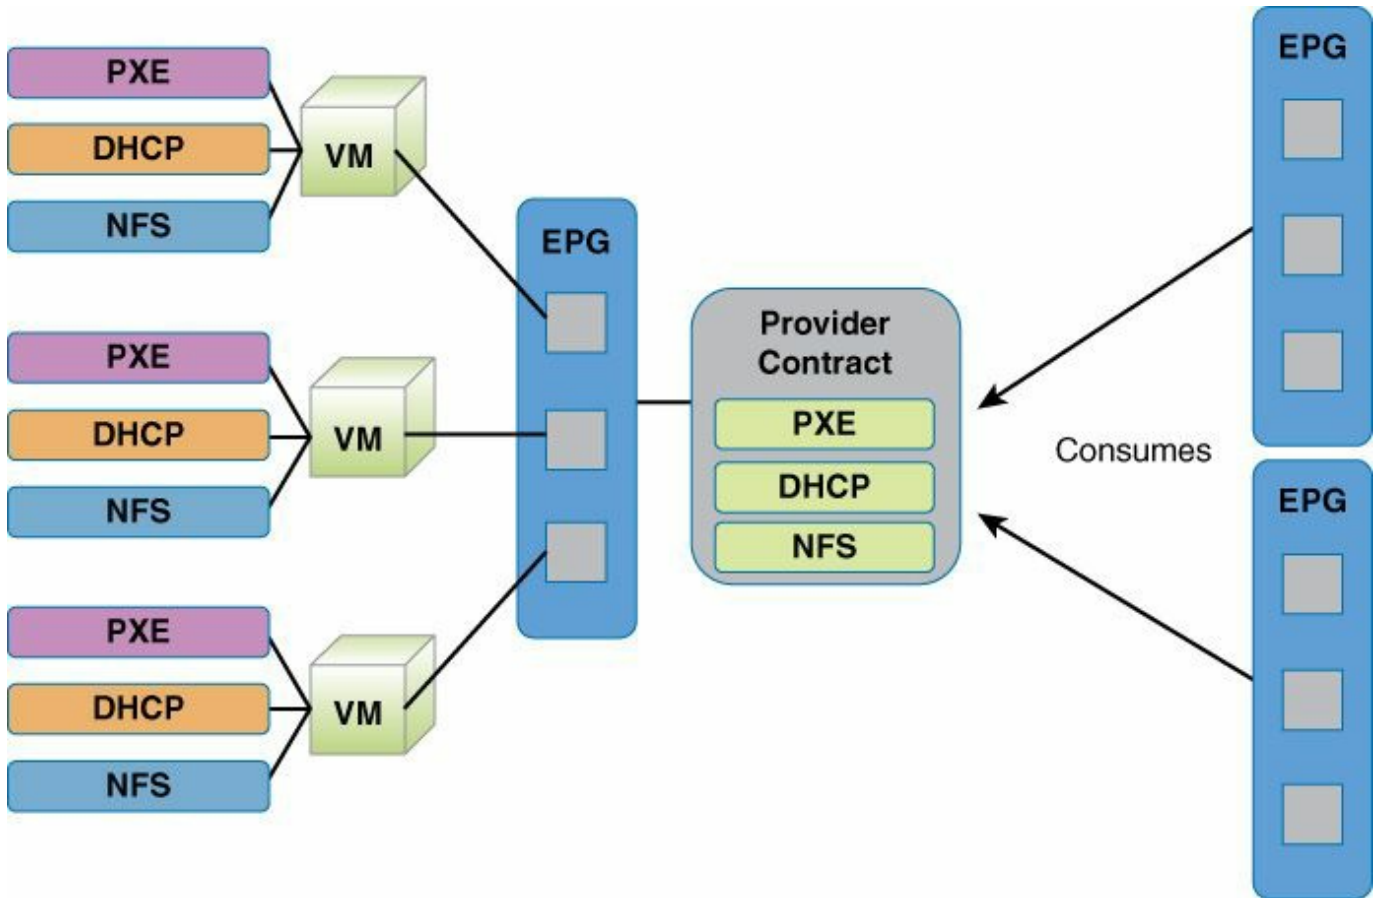 PXE
DHCP
NFS
VM
PXE
DHCP
NFS
VM
PXE
DHCP
NFS
VM
EPG
Provider
Contract
PXE
DHCP
NFS
Consumes
EPG
EPG